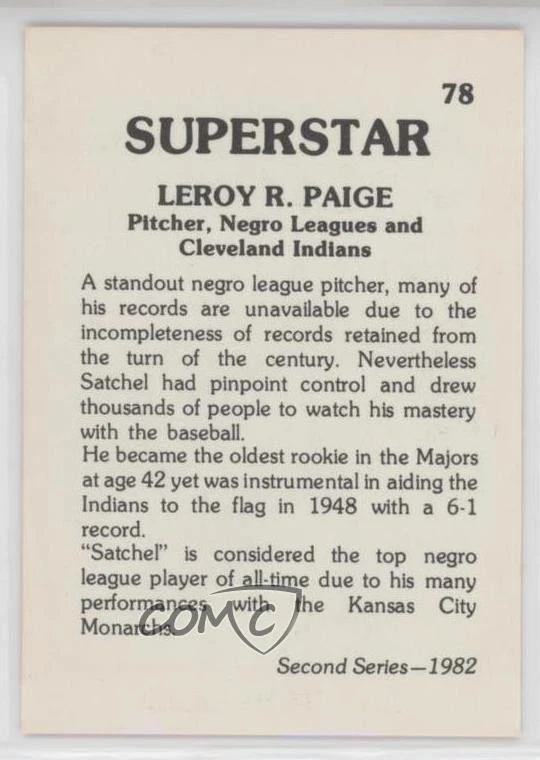 78
SUPERSTAR
LEROY R. PAIGE
Pitcher, Negro Leagues and
Cleveland Indians
A standout negro league pitcher, many of
his records are unavailable due to the
incompleteness of records retained from
the turn of the century. Nevertheless
Satchel had pinpoint control and drew
thousands of people to watch his mastery
with the baseball.
He became the oldest rookie in the Majors
at age 42 yet was instrumental in aiding the
Indians to the flag in 1948 with a 6-1
record.
“Satchel” is considered the top negro
league player of all-time due to his many
performances with the Kansas City
Monarchs.
COMC
Second Series—1982